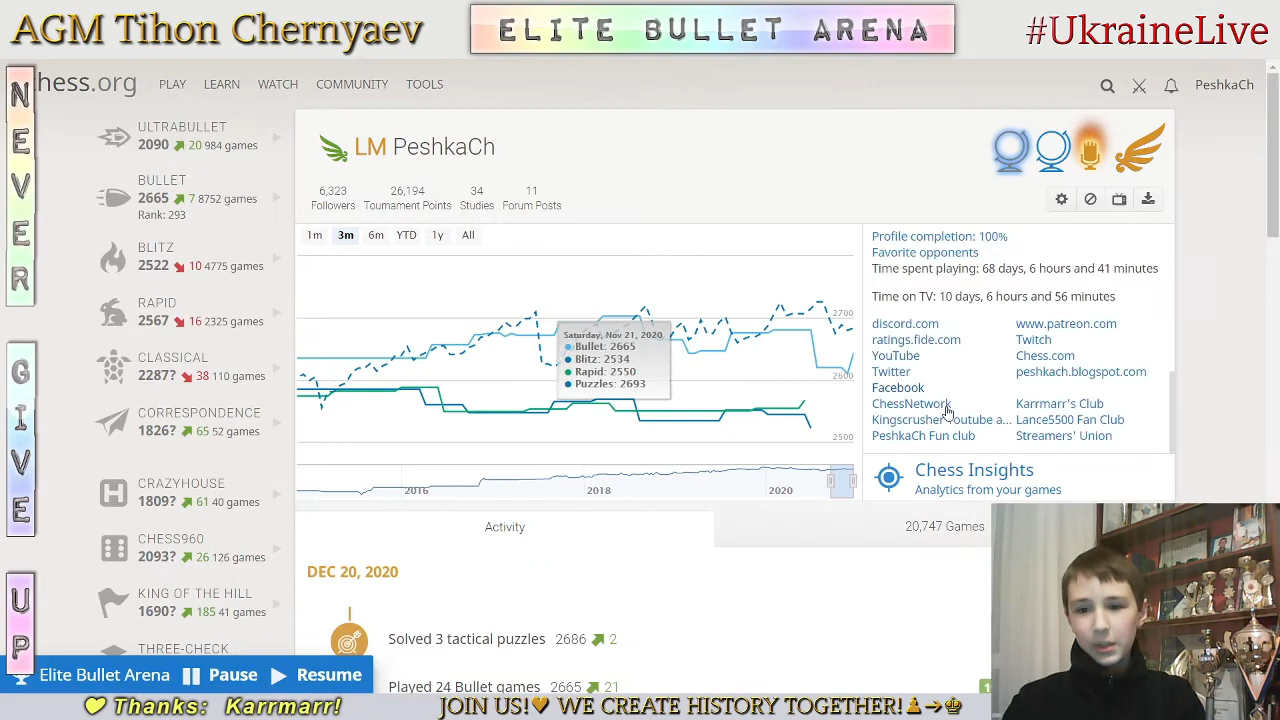 AGM Tihon Chernyaev
ELITE BULLET ARENA
#UkraineLive
NEVER
GIVE
UP
hess.org
PLAY
LEARN
WATCH
COMMUNITY
TOOLS
PeshkaCh
ULTRABULLET
2090 20 984 games
BULLET
2665 7 8752 games
Rank: 293
BLITZ
2522 10 4775 games
RAPID
2567 16 2325 games
CLASSICAL
2287? 38 110 games
CORRESPONDENCE
1826? 65 52 games
CRAZYHOUSE
1809? 61 40 games
CHESS960
2093? 26 126 games
KING OF THE HILL
1690? 185 41 games
THREE-CHECK
LM PeshkaCh
6,323 26,194 34 11
Followers Tournament Points Studies Forum Posts
1m 3m 6m YTD 1y All
2700
2600
2500
Saturday, Nov 21, 2020
Bullet: 2665
Blitz: 2534
Rapid: 2550
Puzzles: 2693
2016 2018 2020
Profile completion: 100%
Favorite opponents
Time spent playing: 68 days, 6 hours and 41 minutes
Time on TV: 10 days, 6 hours and 56 minutes
discord.com www.patreon.com
ratings.fide.com Twitch
YouTube Chess.com
Twitter peshkach.blogspot.com
Facebook
ChessNetwork Karrmarr's Club
Kingscrusher Youtube a... Lance5500 Fan Club
PeshkaCh Fun club Streamers' Union
Chess Insights
Analytics from your games
Activity
20,747 Games
DEC 20, 2020
Solved 3 tactical puzzles 2686 2
Played 24 Bullet games 2665 21
1
Elite Bullet Arena Pause Resume
Thanks: Karrmarr!
JOIN US! WE CREATE HISTORY TOGETHER!